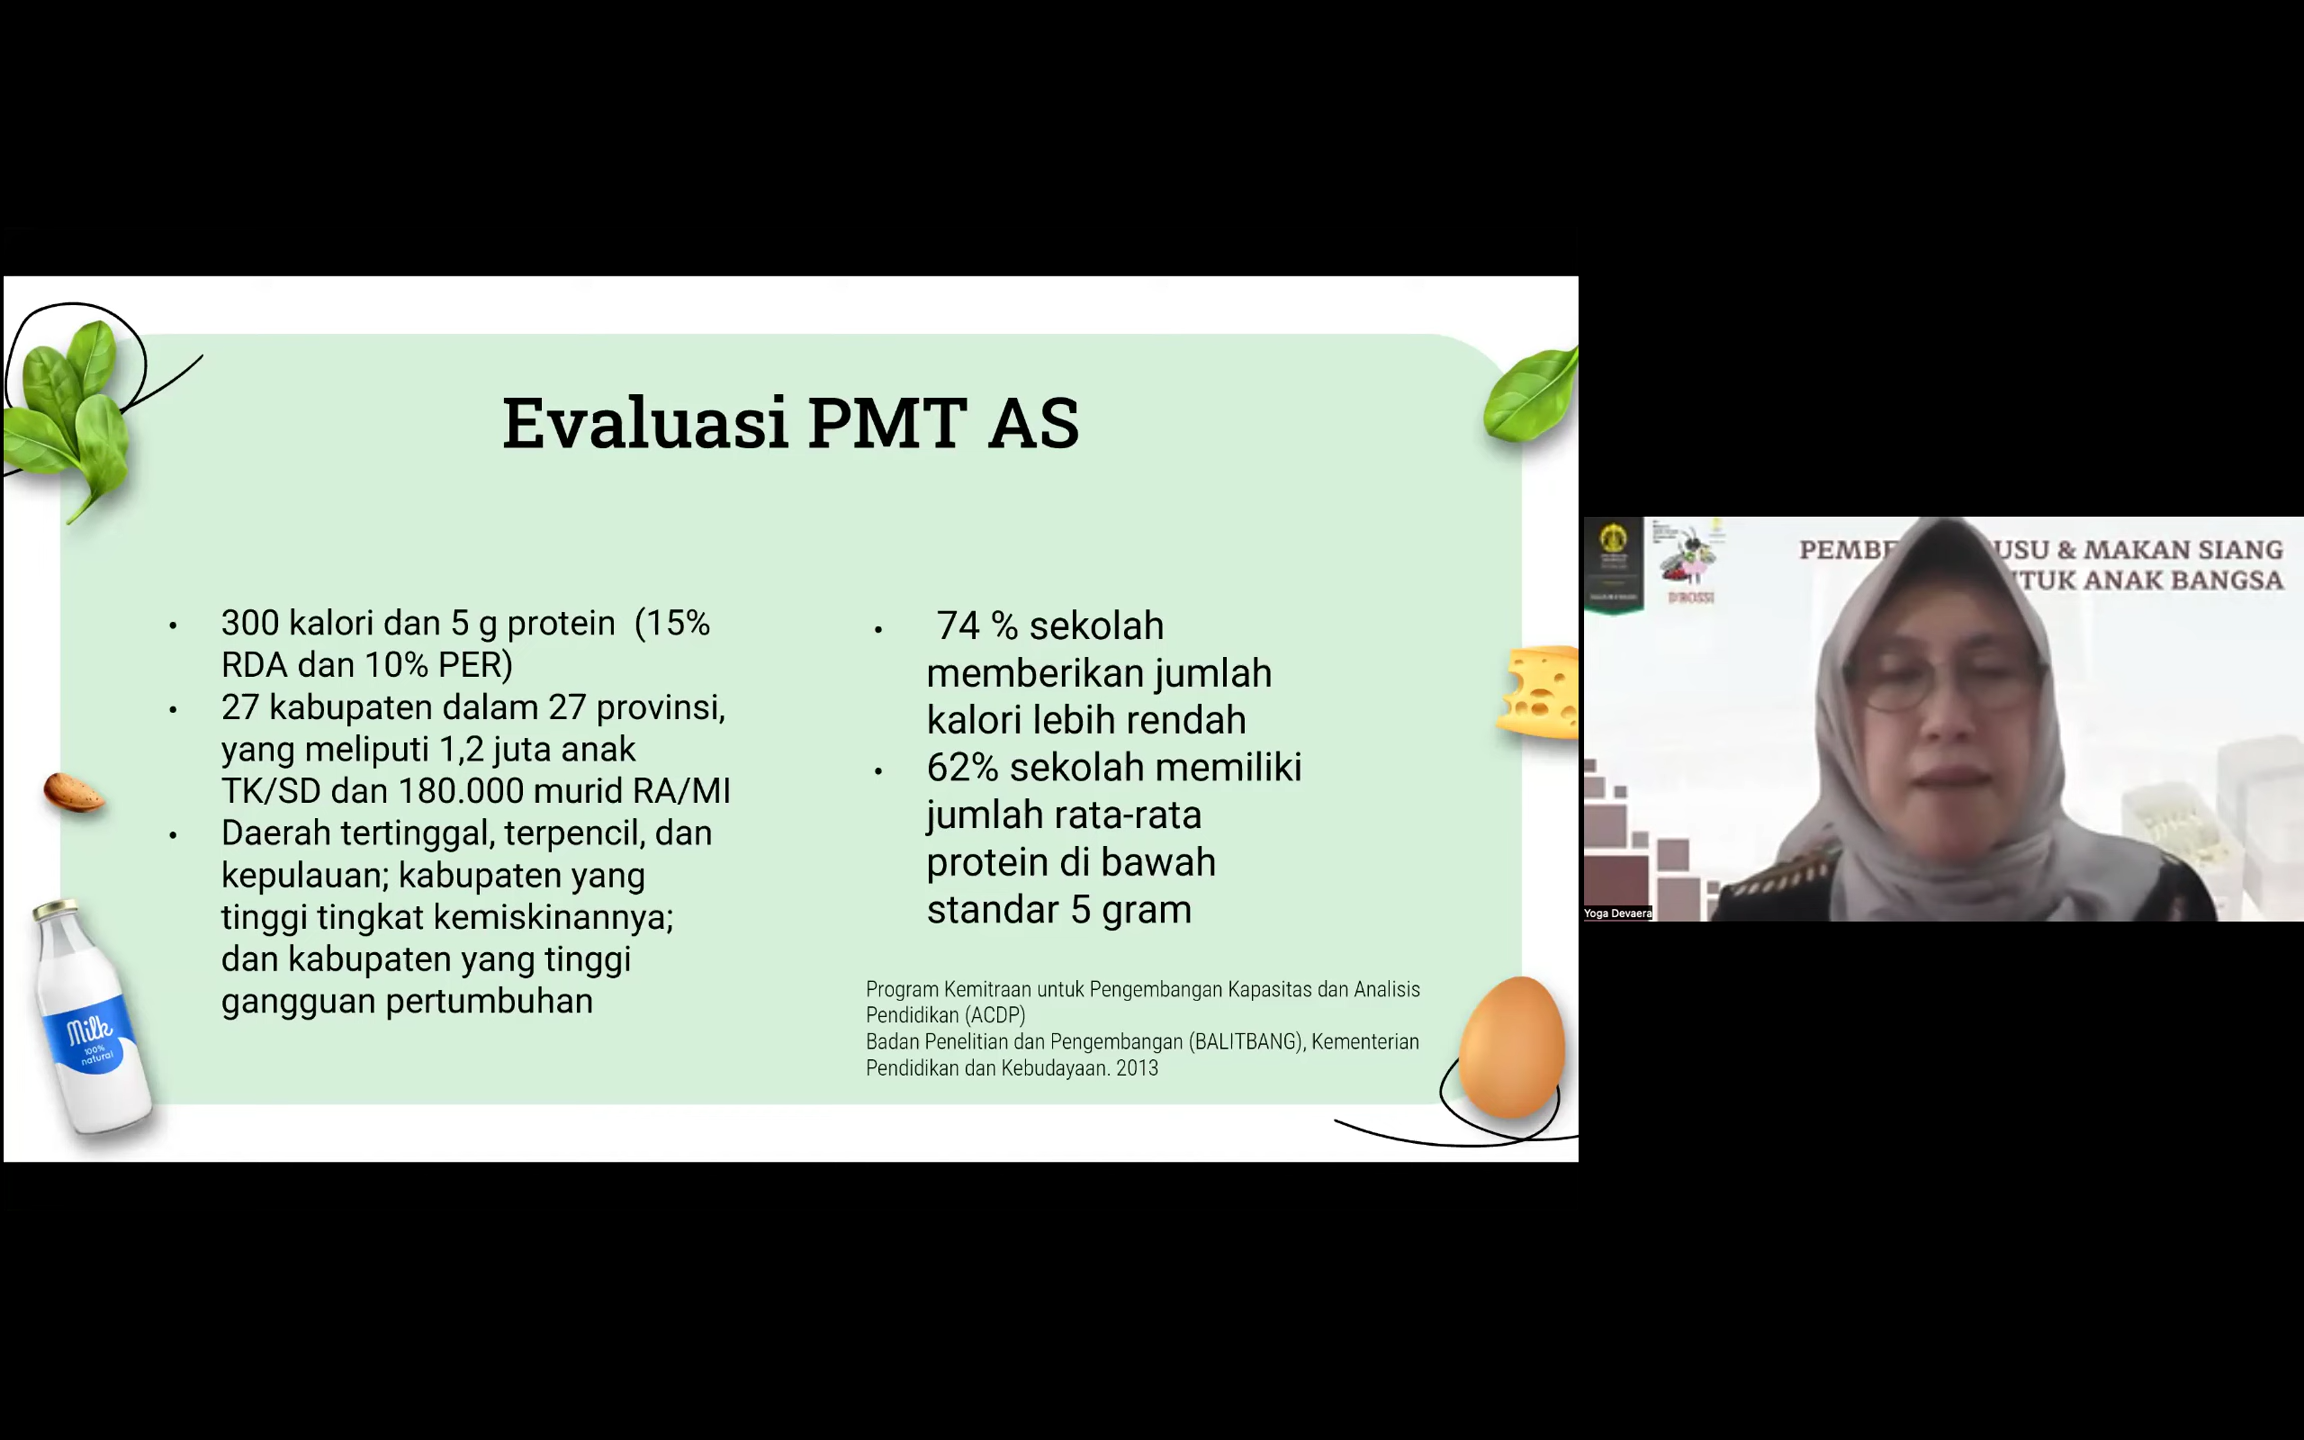 Evaluasi PMT AS
• 300 kalori dan 5 g protein (15%
RDA dan 10% PER)
• 27 kabupaten dalam 27 provinsi,
yang meliputi 1,2 juta anak
TK/SD dan 180.000 murid RA/MI
• Daerah tertinggal, terpencil, dan
kepulauan; kabupaten yang
tinggi tingkat kemiskinannya;
dan kabupaten yang tinggi
gangguan pertumbuhan
• 74 % sekolah
memberikan jumlah
kalori lebih rendah
• 62% sekolah memiliki
jumlah rata-rata
protein di bawah
standar 5 gram
Program Kemitraan untuk Pengembangan Kapasitas dan Analisis
Pendidikan (ACDP)
Badan Penelitian dan Pengembangan (BALITBANG), Kementerian
Pendidikan dan Kebudayaan. 2013
Milk
100%
natural
PEMBE USU & MAKAN SIANG
TUK ANAK BANGSA
D'ROSSI
Yoga Devaera